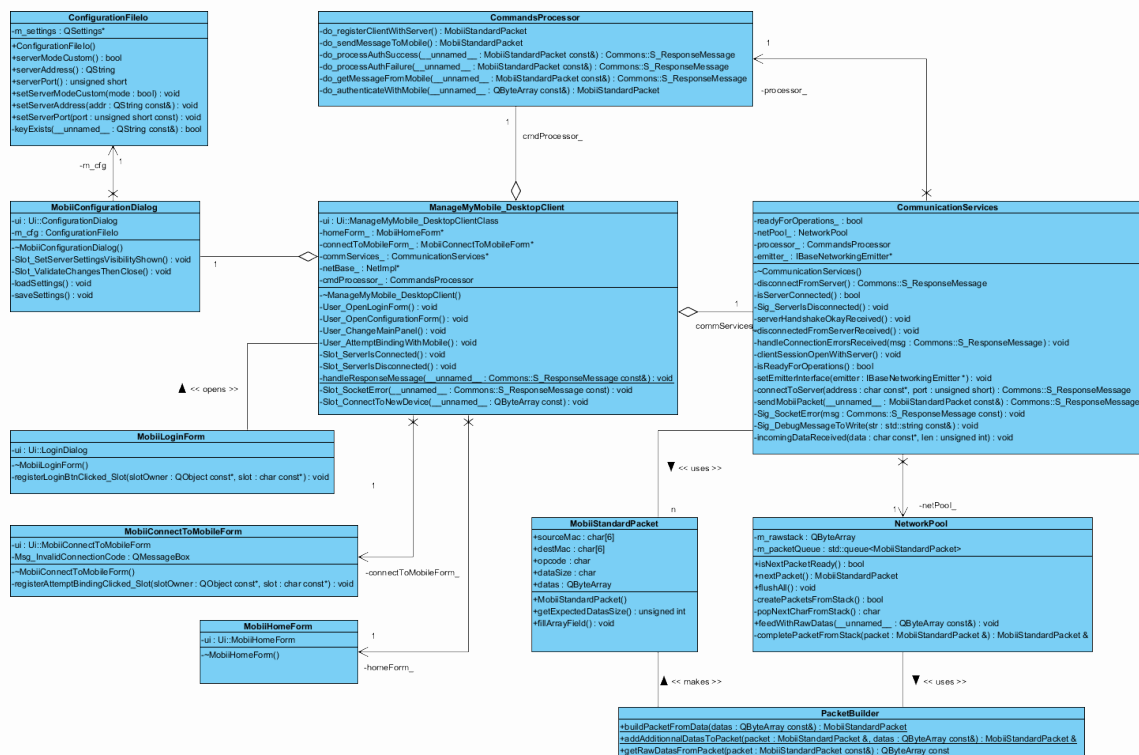 ConfigurationFileIo
-m_settings : QSettings*
+ConfigurationFileIo()
+serverModeCustom() : bool
+serverAddress() : QString
+serverPort() : unsigned short
+setServerModeCustom(mode : bool) : void
+setServerAddress(addr : QString const&) : void
+setServerPort(port : unsigned short const) : void
-keyExists(__unnamed__ : QString const&) : bool
CommandsProcessor
-do_registerClientWithServer() : MobiiStandardPacket
-do_sendMessageToMobile() : MobiiStandardPacket
-do_processAuthSuccess(__unnamed__ : MobiiStandardPacket const&) : Commons::S_ResponseMessage
-do_processAuthFailure(__unnamed__ : MobiiStandardPacket const&) : Commons::S_ResponseMessage
-do_getMessageFromMobile(__unnamed__ : MobiiStandardPacket const&) : Commons::S_ResponseMessage
-do_authenticateWithMobile(__unnamed__ : QByteArray const&) : MobiiStandardPacket
1
-processor_
1
cmdProcessor_
-m_cfg
1
MobiiConfigurationDialog
-ui : Ui::ConfigurationDialog
-m_cfg : ConfigurationFileIo
-~MobiiConfigurationDialog()
-Slot_SetServerSettingsVisibilityShown() : void
-Slot_ValidateChangesThenClose() : void
-loadSettings() : void
-saveSettings() : void
1
ManageMyMobile_DesktopClient
-ui : Ui::ManageMyMobile_DesktopClientClass
-homeForm_ : MobiiHomeForm*
-connectToMobileForm_ : MobiiConnectToMobileForm*
-commServices_ : CommunicationServices*
-netBase_ : NetImpl*
-cmdProcessor_ : CommandsProcessor
-~ManageMyMobile_DesktopClient()
-User_OpenLoginForm() : void
-User_OpenConfigurationForm() : void
-User_ChangeMainPanel() : void
-User_AttemptBindingWithMobile() : void
-Slot_ServerIsConnected() : void
-Slot_ServerIsDisconnected() : void
-handleResponseMessage(__unnamed__ : Commons::S_ResponseMessage const&) : void
-Slot_SocketError(__unnamed__ : Commons::S_ResponseMessage const) : void
-Slot_ConnectToNewDevice(__unnamed__ : QByteArray const) : void
1
commServices_
CommunicationServices
-readyForOperations_ : bool
-netPool_ : NetworkPool
-processor_ : CommandsProcessor
-emitter_ : IBaseNetworkingEmitter*
-~CommunicationServices()
-disconnectFromServer() : Commons::S_ResponseMessage
-isServerConnected() : bool
-Sig_ServerIsDisconnected() : void
-serverHandshakeOkayReceived() : void
-disconnectedFromServerReceived() : void
-handleConnectionErrorsReceived(msg : Commons::S_ResponseMessage) : void
-clientSessionOpenWithServer() : void
-isReadyForOperations() : bool
-setEmitterInterface(emitter : IBaseNetworkingEmitter *) : void
-connectToServer(address : char const*, port : unsigned short) : Commons::S_ResponseMessage
-sendMobiiPacket(__unnamed__ : MobiiStandardPacket const&) : Commons::S_ResponseMessage
-Sig_SocketError(msg : Commons::S_ResponseMessage const) : void
-Sig_DebugMessageToWrite(str : std::string const&) : void
-incomingDataReceived(data : char const*, len : unsigned int) : void
<< opens >>
MobiiLoginForm
-ui : Ui::LoginDialog
-~MobiiLoginForm()
-registerLoginBtnClicked_Slot(slotOwner : QObject const*, slot : char const*) : void
1
<< uses >>
n
1
-netPool_
MobiiConnectToMobileForm
-ui : Ui::MobiiConnectToMobileForm
-Msg_InvalidConnectionCode : QMessageBox
-~MobiiConnectToMobileForm()
-registerAttemptBindingClicked_Slot(slotOwner : QObject const*, slot : char const*) : void
-connectToMobileForm_
MobiiStandardPacket
+sourceMac : char[6]
+destMac : char[6]
+opcode : char
+dataSize : char
+datas : QByteArray
+MobiiStandardPacket()
+getExpectedDatasSize() : unsigned int
+fillArrayField() : void
NetworkPool
-m_rawstack : QByteArray
-m_packetQueue : std::queue<MobiiStandardPacket>
+isNextPacketReady() : bool
+nextPacket() : MobiiStandardPacket
+flushAll() : void
-createPacketsFromStack() : bool
-popNextCharFromStack() : char
+feedWithRawDatas(__unnamed__ : QByteArray const&) : void
-completePacketFromStack(packet : MobiiStandardPacket &) : MobiiStandardPacket &
MobiiHomeForm
-ui : Ui::MobiiHomeForm
-~MobiiHomeForm()
1
-homeForm_
<< makes >>
<< uses >>
PacketBuilder
+buildPacketFromData(datas : QByteArray const&) : MobiiStandardPacket
+addAdditionnalDatasToPacket(packet : MobiiStandardPacket &, datas : QByteArray const&) : MobiiStandardPacket &
+getRawDatasFromPacket(packet : MobiiStandardPacket const&) : QByteArray const